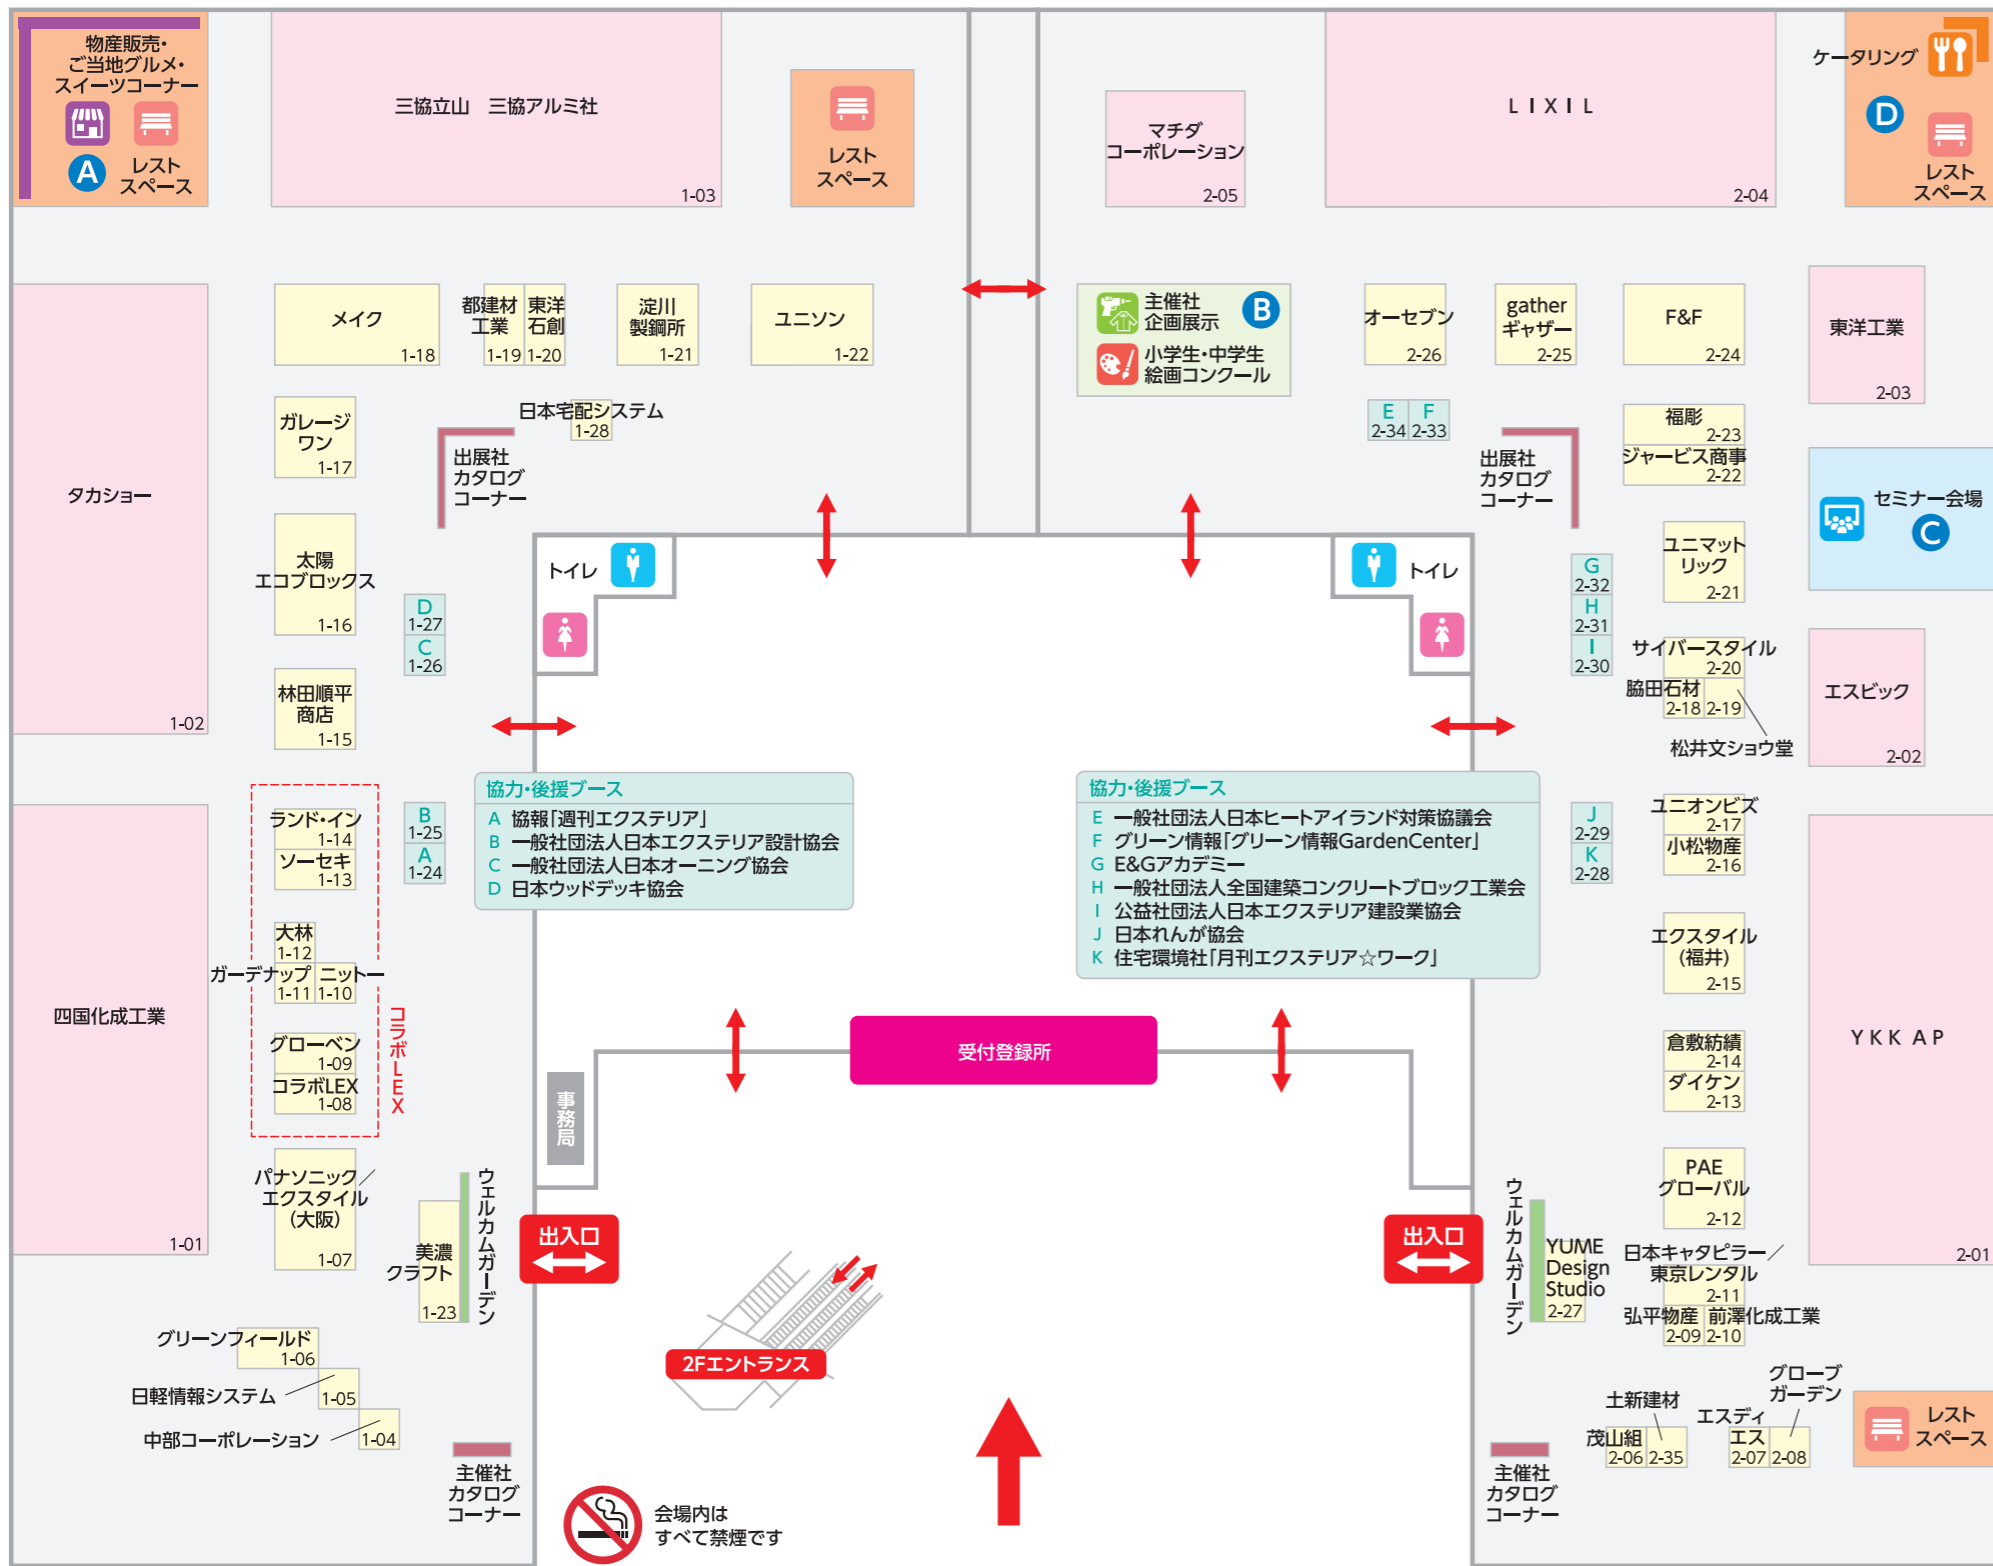 物産販売・
ご当地グルメ・
スイーツコーナー
A
レスト
スペース
三協立山　三協アルミ社
1-03
レスト
スペース
マチダ
コーポレーション
2-05
LIXIL
2-04
ケータリング
D
レスト
スペース
タカショー
1-02
メイク
1-18
都建材
工業
1-19
東洋
石創
1-20
淀川
製鋼所
1-21
ユニソン
1-22
主催社
企画展示
B
小学生・中学生
絵画コンクール
オーセブン
2-26
gather
ギャザー
2-25
F&F
2-24
東洋工業
2-03
ガレージ
ワン
1-17
日本宅配システム
1-28
出展社
カタログ
コーナー
E
2-34
F
2-33
出展社
カタログ
コーナー
福彫
2-23
ジャービス商事
2-22
セミナー会場
C
太陽
エコブロックス
1-16
D
1-27
C
1-26
トイレ
トイレ
G
2-32
H
2-31
I
2-30
ユニマット
リック
2-21
サイバースタイル
2-20
脇田石材
2-18
2-19
松井文ショウ堂
エスビック
2-02
林田順平
商店
1-15
協力・後援ブース
A 協報「週刊エクステリア」
B 一般社団法人日本エクステリア設計協会
C 一般社団法人日本オーニング協会
D 日本ウッドデッキ協会
協力・後援ブース
E 一般社団法人日本ヒートアイランド対策協議会
F グリーン情報「グリーン情報GardenCenter」
G E&Gアカデミー
H 一般社団法人全国建築コンクリートブロック工業会
I 公益社団法人日本エクステリア建設業協会
J 日本れんが協会
K 住宅環境社「月刊エクステリア☆ワーク」
四国化成工業
1-01
ランド・イン
1-14
ソーセキ
1-13
B
1-25
A
1-24
大林
1-12
ガーデナップ
1-11
ニットー
1-10
グローベン
1-09
コラボLEX
1-08
コラボLEX
J
2-29
K
2-28
ユニオンビズ
2-17
小松物産
2-16
エクスタイル
(福井)
2-15
倉敷紡績
2-14
ダイケン
2-13
YKK AP
2-01
受付登録所
事務局
パナソニック／
エクスタイル
(大阪)
1-07
美濃
クラフト
1-23
ウェルカムガーデン
出入口
出入口
ウェルカムガーデン
YUME
Design
Studio
2-27
PAE
グローバル
2-12
日本キャタピラー／
東京レンタル
2-11
弘平物産
2-09
前澤化成工業
2-10
グリーンフィールド
1-06
日軽情報システム
1-05
中部コーポレーション
1-04
2Fエントランス
主催社
カタログ
コーナー
会場内は
すべて禁煙です
主催社
カタログ
コーナー
土新建材
茂山組
2-06
2-35
エスディ
エス
2-07
グローブ
ガーデン
2-08
レスト
スペース